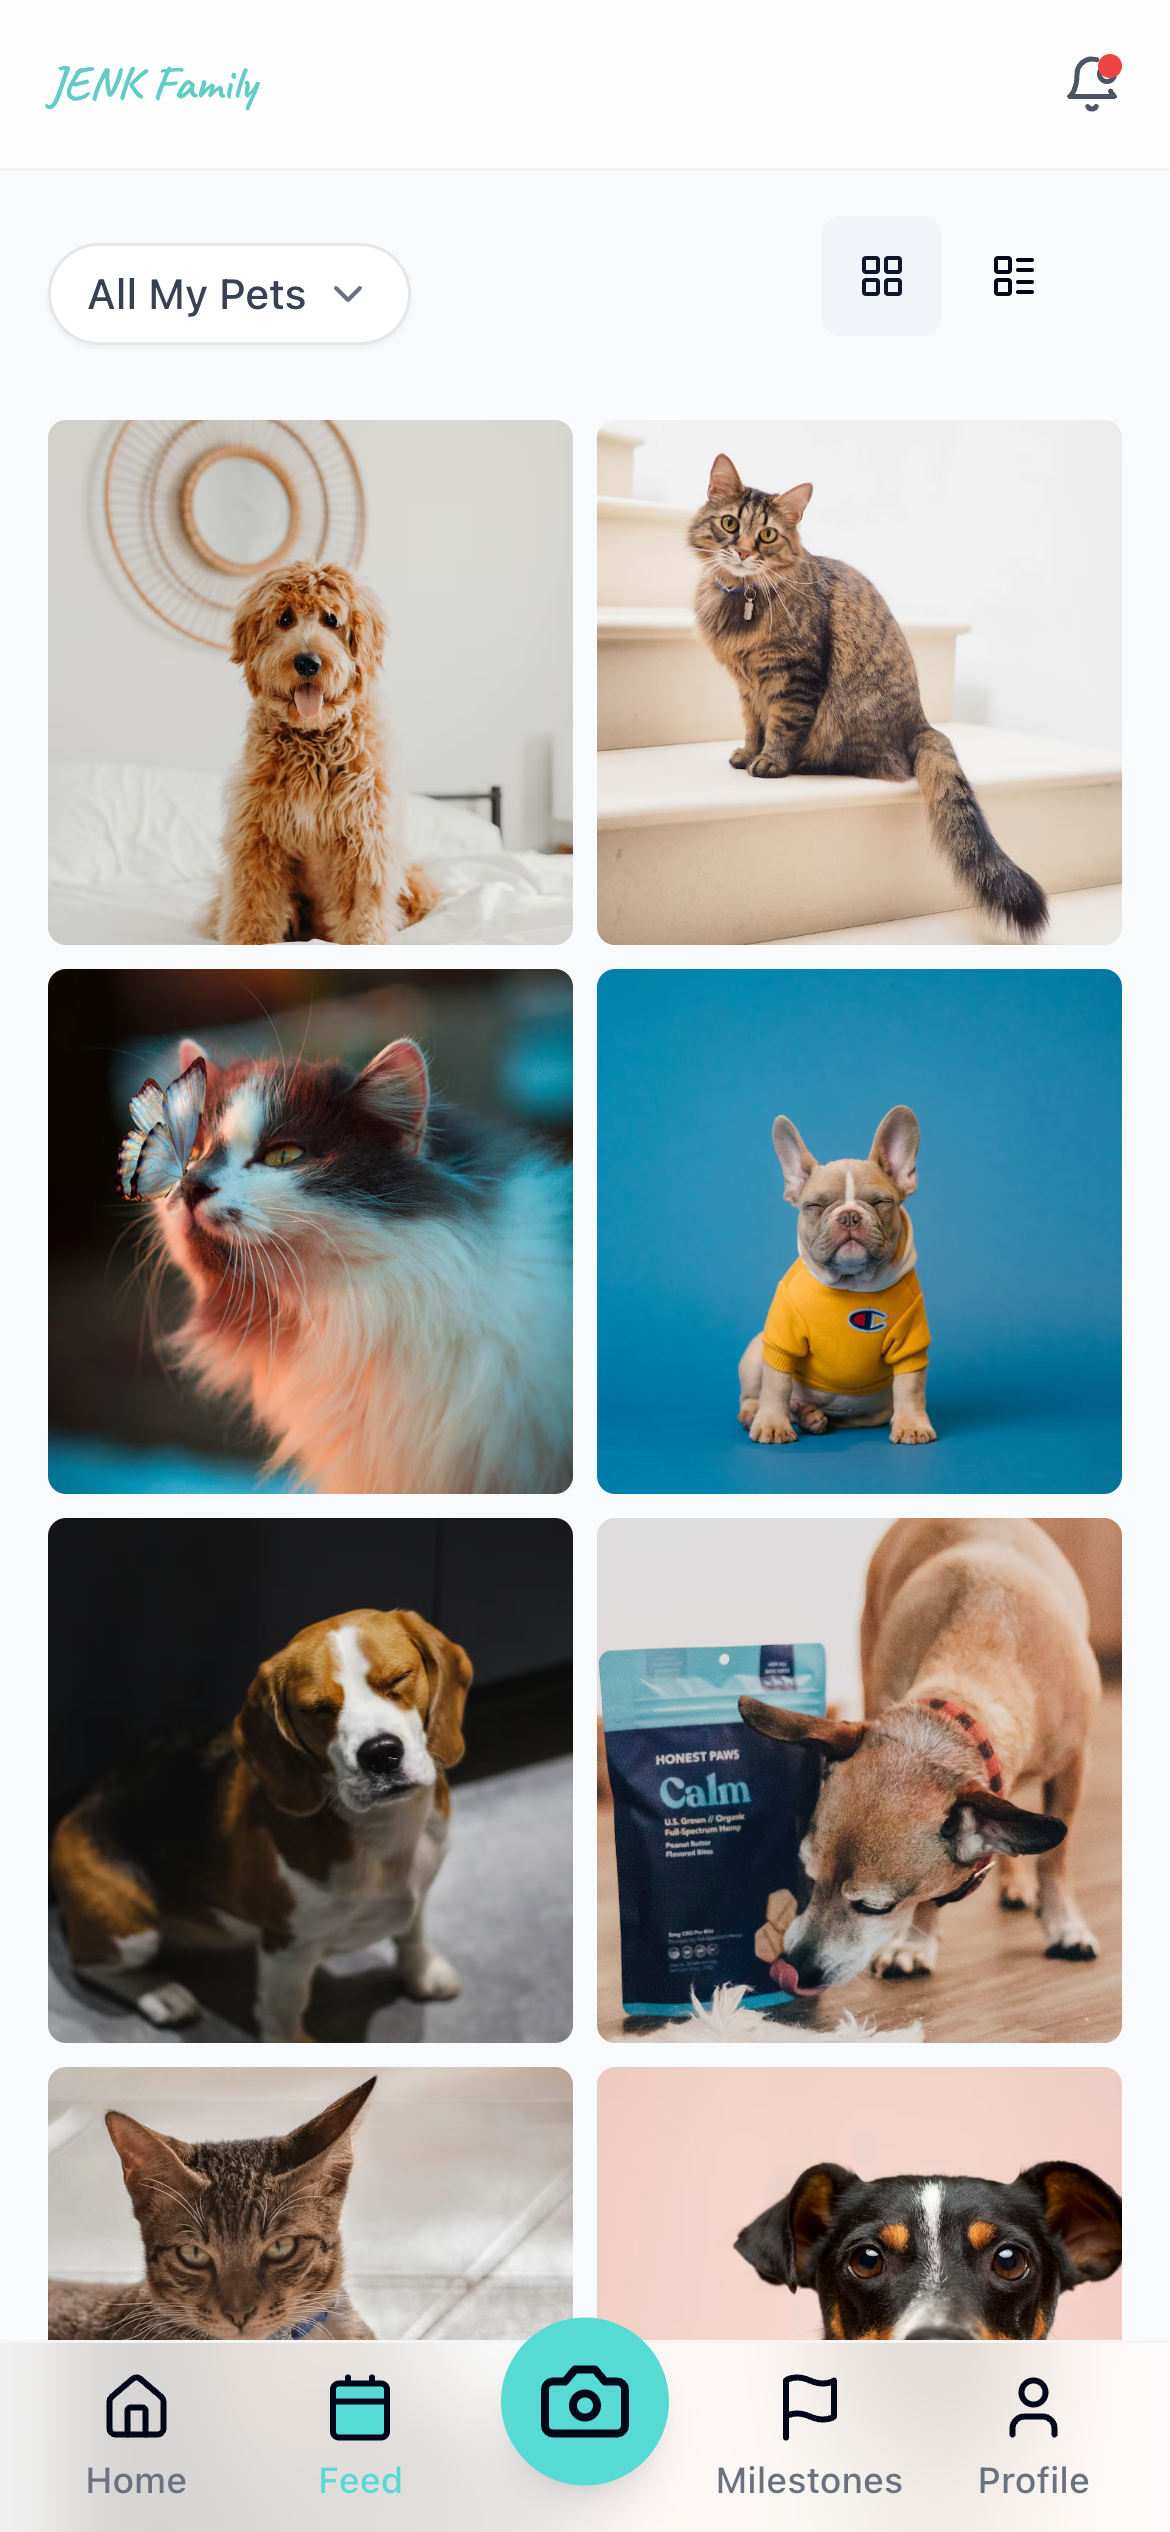 JENK Family
All My Pets
HONEST PAWS
Calm
U.S. Grown // Organic
Full-Spectrum Hemp
Peanut Butter
Flavored Bites
Home
Feed
Milestones
Profile